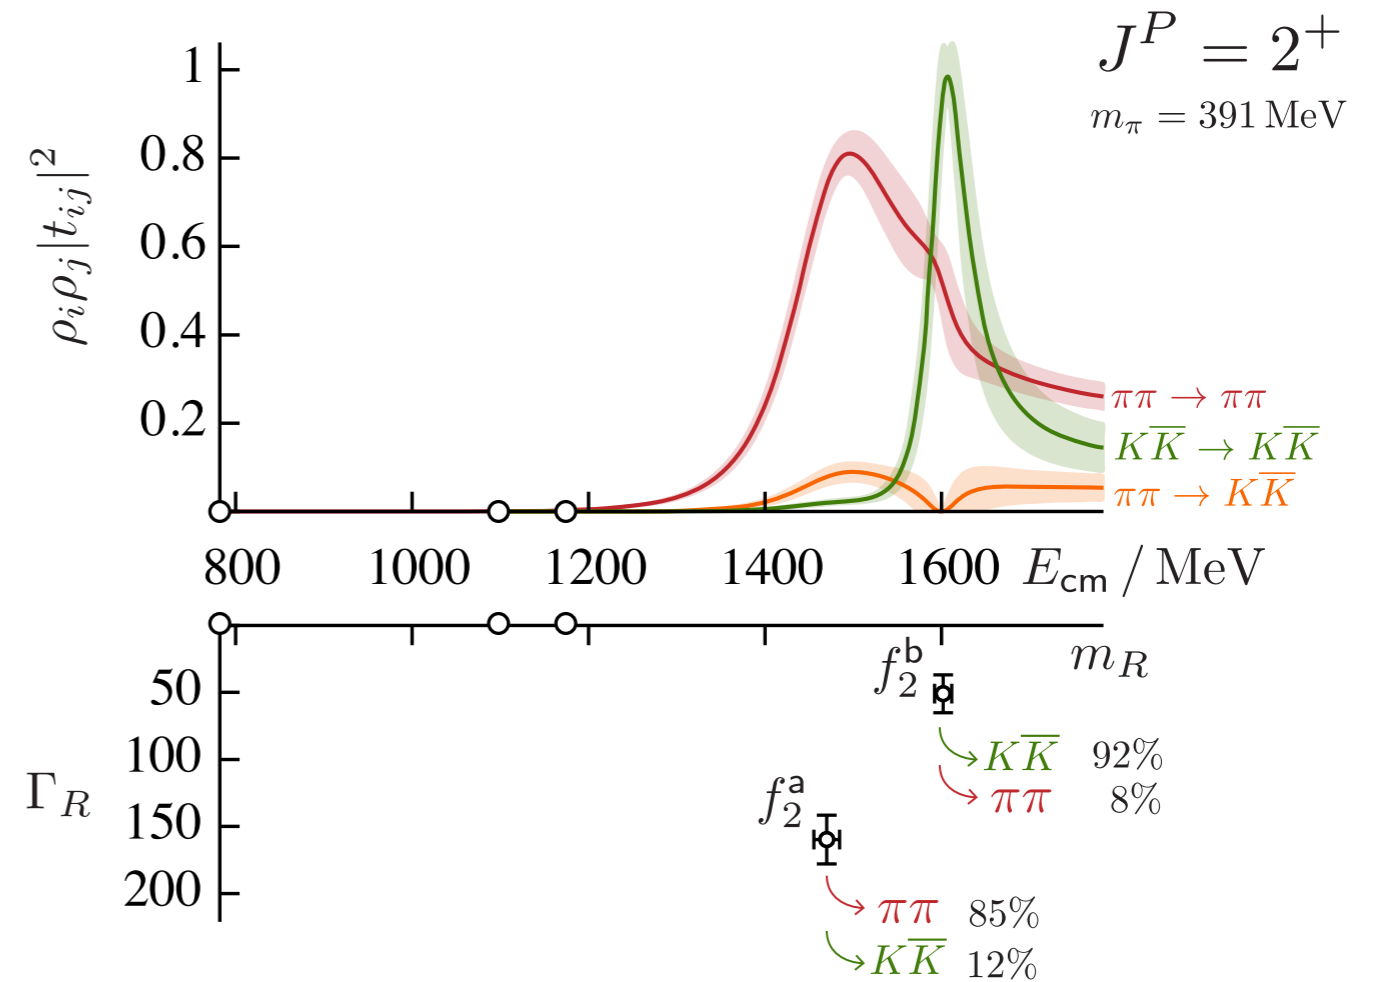 J^P = 2^+
m_π = 391 MeV
ρ_iρ_j|t_ij|^2
1
0.8
0.6
0.4
0.2
ππ → ππ
KK̅ → KK̅
ππ → KK̅
800 1000 1200 1400 1600 E_cm / MeV
m_R
Γ_R
50
100
150
200
f_2^b
KK̅ 92%
ππ 8%
f_2^a
ππ 85%
KK̅ 12%